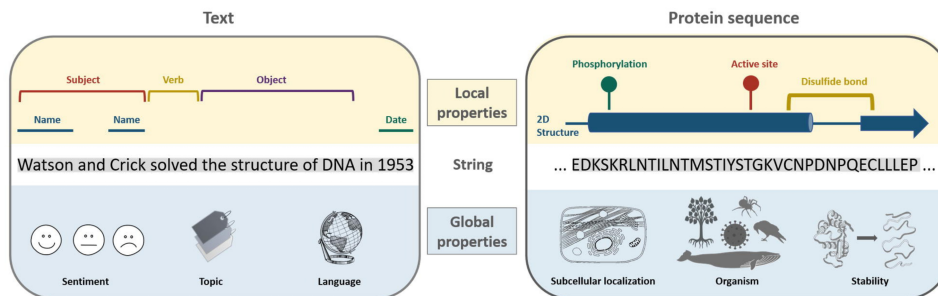 Text
Protein sequence
Subject
Verb
Object
Name
Name
Date
Local
properties
Phosphorylation
Active site
Disulfide bond
2D
Structure
Watson and Crick solved the structure of DNA in 1953
String
... EDKSKRLNTILNTMSTIYSTGKVCNPDNPQECLLLEP ...
Global
properties
Sentiment
Topic
Language
Subcellular localization
Organism
Stability